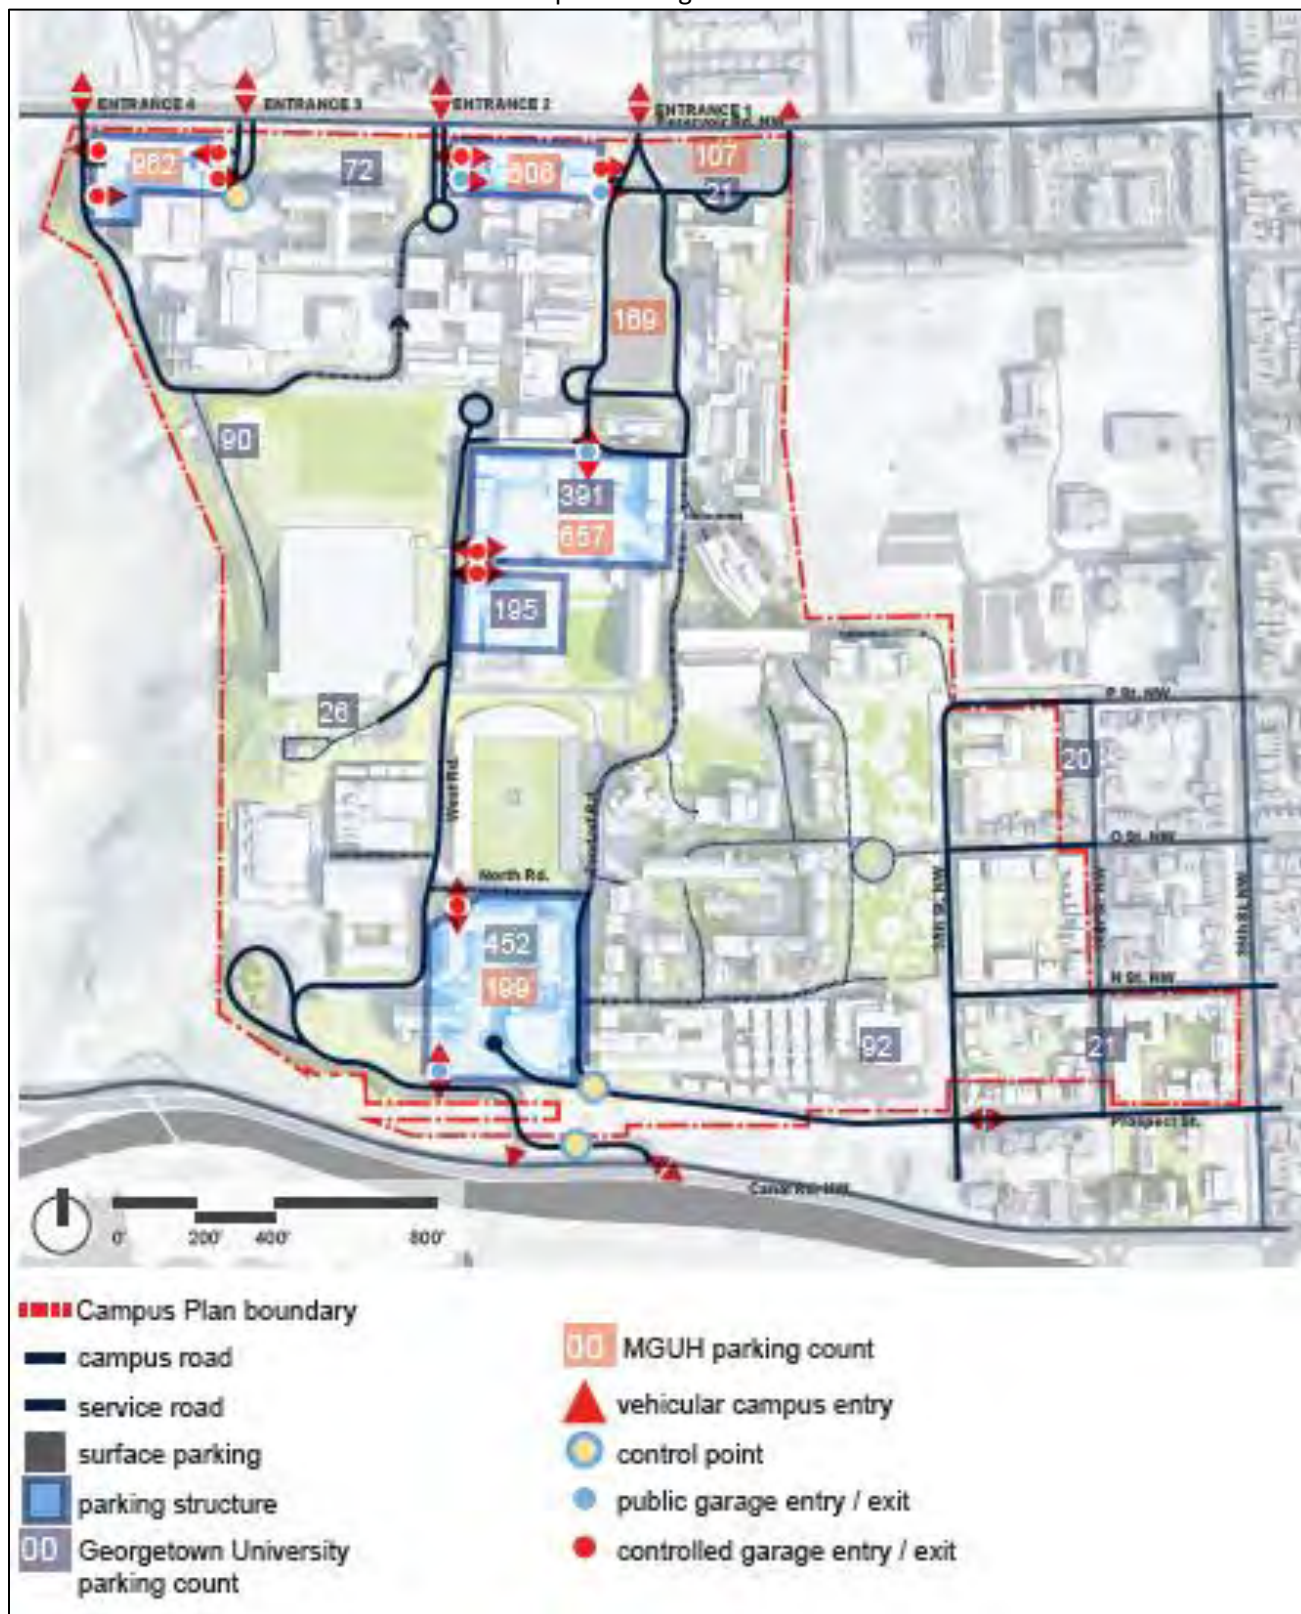 ENTRANCE 4
ENTRANCE 3
ENTRANCE 2
ENTRANCE 1
962
72
107
21
169
90
391
657
195
26
P St. NW
20
West Rd.
O St. NW
North Rd.
452
199
N St. NW
92
21
Prospect St.
Canal Rd. NW
0'
200'
400'
800'
Campus Plan boundary
campus road
service road
surface parking
parking structure
00 Georgetown University
parking count
00 MGUH parking count
vehicular campus entry
control point
public garage entry / exit
controlled garage entry / exit